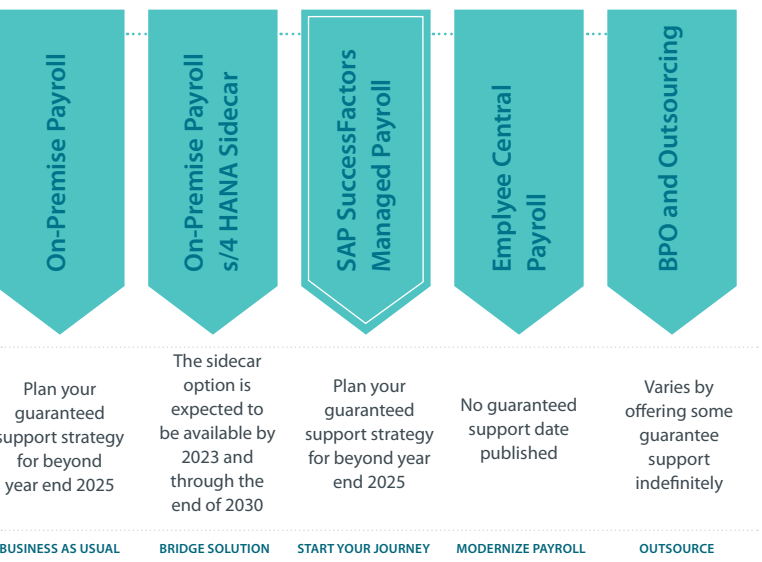 On-Premise Payroll
On-Premise Payroll
s/4 HANA Sidecar
SAP SuccessFactors
Managed Payroll
Emplyee Central
Payroll
BPO and Outsourcing
Plan your
guaranteed
support strategy
for beyond
year end 2025
The sidecar
option is
expected to
be available by
2023 and
through the
end of 2030
Plan your
guaranteed
support strategy
for beyond year
end 2025
No guaranteed
support date
published
Varies by
offering some
guarantee
support
indefinitely
BUSINESS AS USUAL
BRIDGE SOLUTION
START YOUR JOURNEY
MODERNIZE PAYROLL
OUTSOURCE